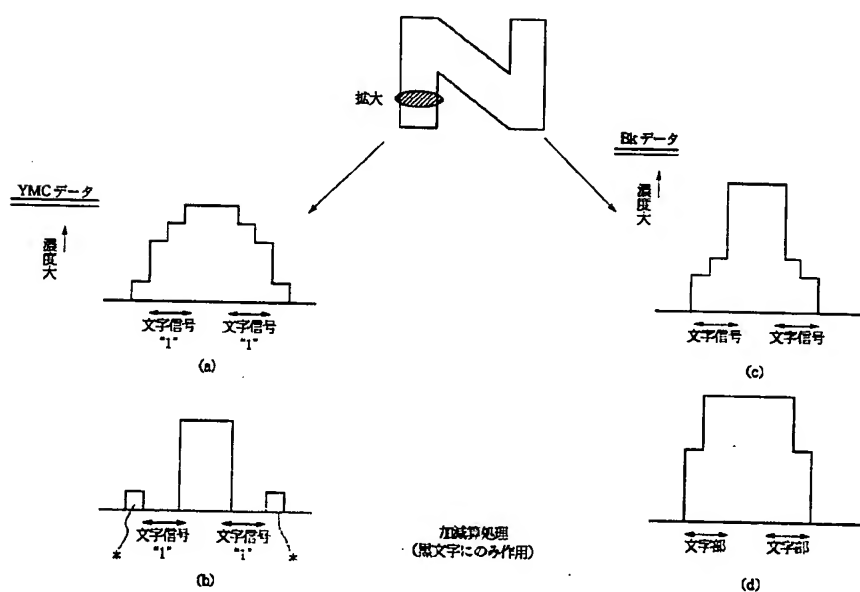 N
拡大
YMCデータ
濃度大
文字信号
"1"
文字信号
"1"
(a)
Bkデータ
濃度大
文字信号
文字信号
(c)
*
文字信号
"1"
文字信号
"1"
*
(b)
加減算処理
(黒文字にのみ作用)
文字部
文字部
(d)